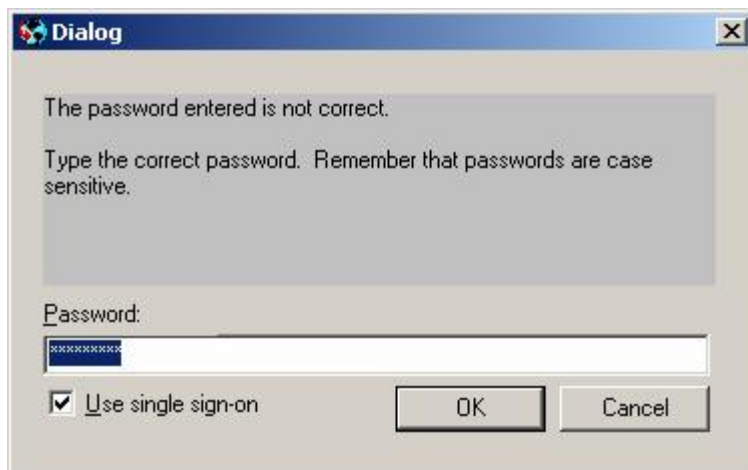 Dialog
The password entered is not correct.
Type the correct password.  Remember that passwords are case
sensitive.
Password:
xxxxxxxxx
Use single sign-on
OK
Cancel